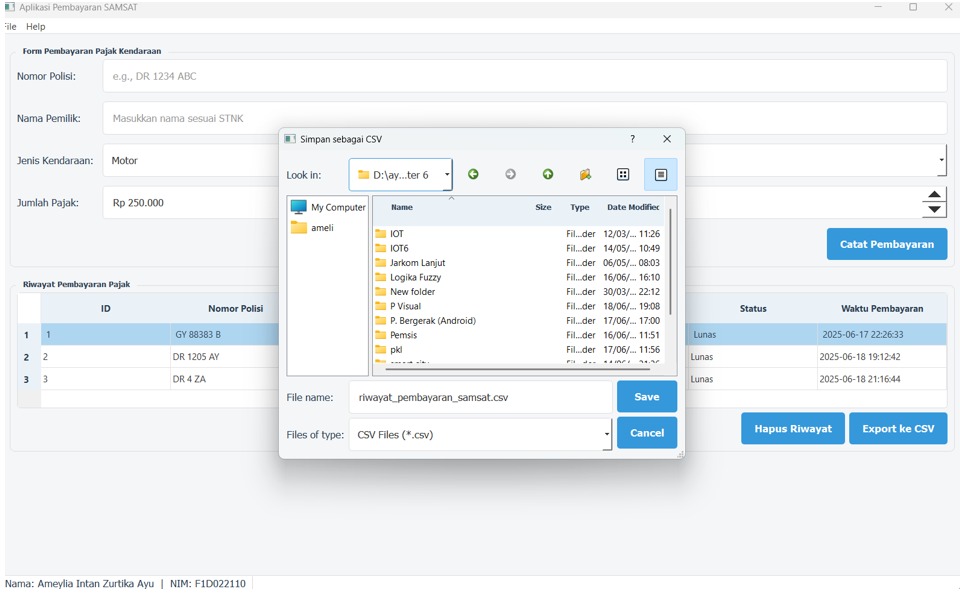 Aplikasi Pembayaran SAMSAT
File Help
Form Pembayaran Pajak Kendaraan
Nomor Polisi: e.g., DR 1234 ABC
Nama Pemilik: Masukkan nama sesuai STNK
Jenis Kendaraan: Motor
Jumlah Pajak: Rp 250.000
Catat Pembayaran
Simpan sebagai CSV ?
Look in: D:\ay...ter 6
My Computer
ameli
Name Size Type Date Modified
IOT Fil...der 12/03/... 11:26
IOT6 Fil...der 14/05/... 10:49
Jarkom Lanjut Fil...der 06/05/... 08:03
Logika Fuzzy Fil...der 16/06/... 16:10
New folder Fil...der 30/03/... 22:12
P Visual Fil...der 18/06/... 19:08
P. Bergerak (Android) Fil...der 17/06/... 17:00
Pemsis Fil...der 16/06/... 11:51
pkl Fil...der 17/06/... 11:56
File name: riwayat_pembayaran_samsat.csv Save
Files of type: CSV Files (*.csv) Cancel
Riwayat Pembayaran Pajak
ID Nomor Polisi Status Waktu Pembayaran
1 1 GY 88383 B Lunas 2025-06-17 22:26:33
2 2 DR 1205 AY Lunas 2025-06-18 19:12:42
3 3 DR 4 ZA Lunas 2025-06-18 21:16:44
Hapus Riwayat Export ke CSV
Nama: Ameylia Intan Zurtika Ayu | NIM: F1D022110